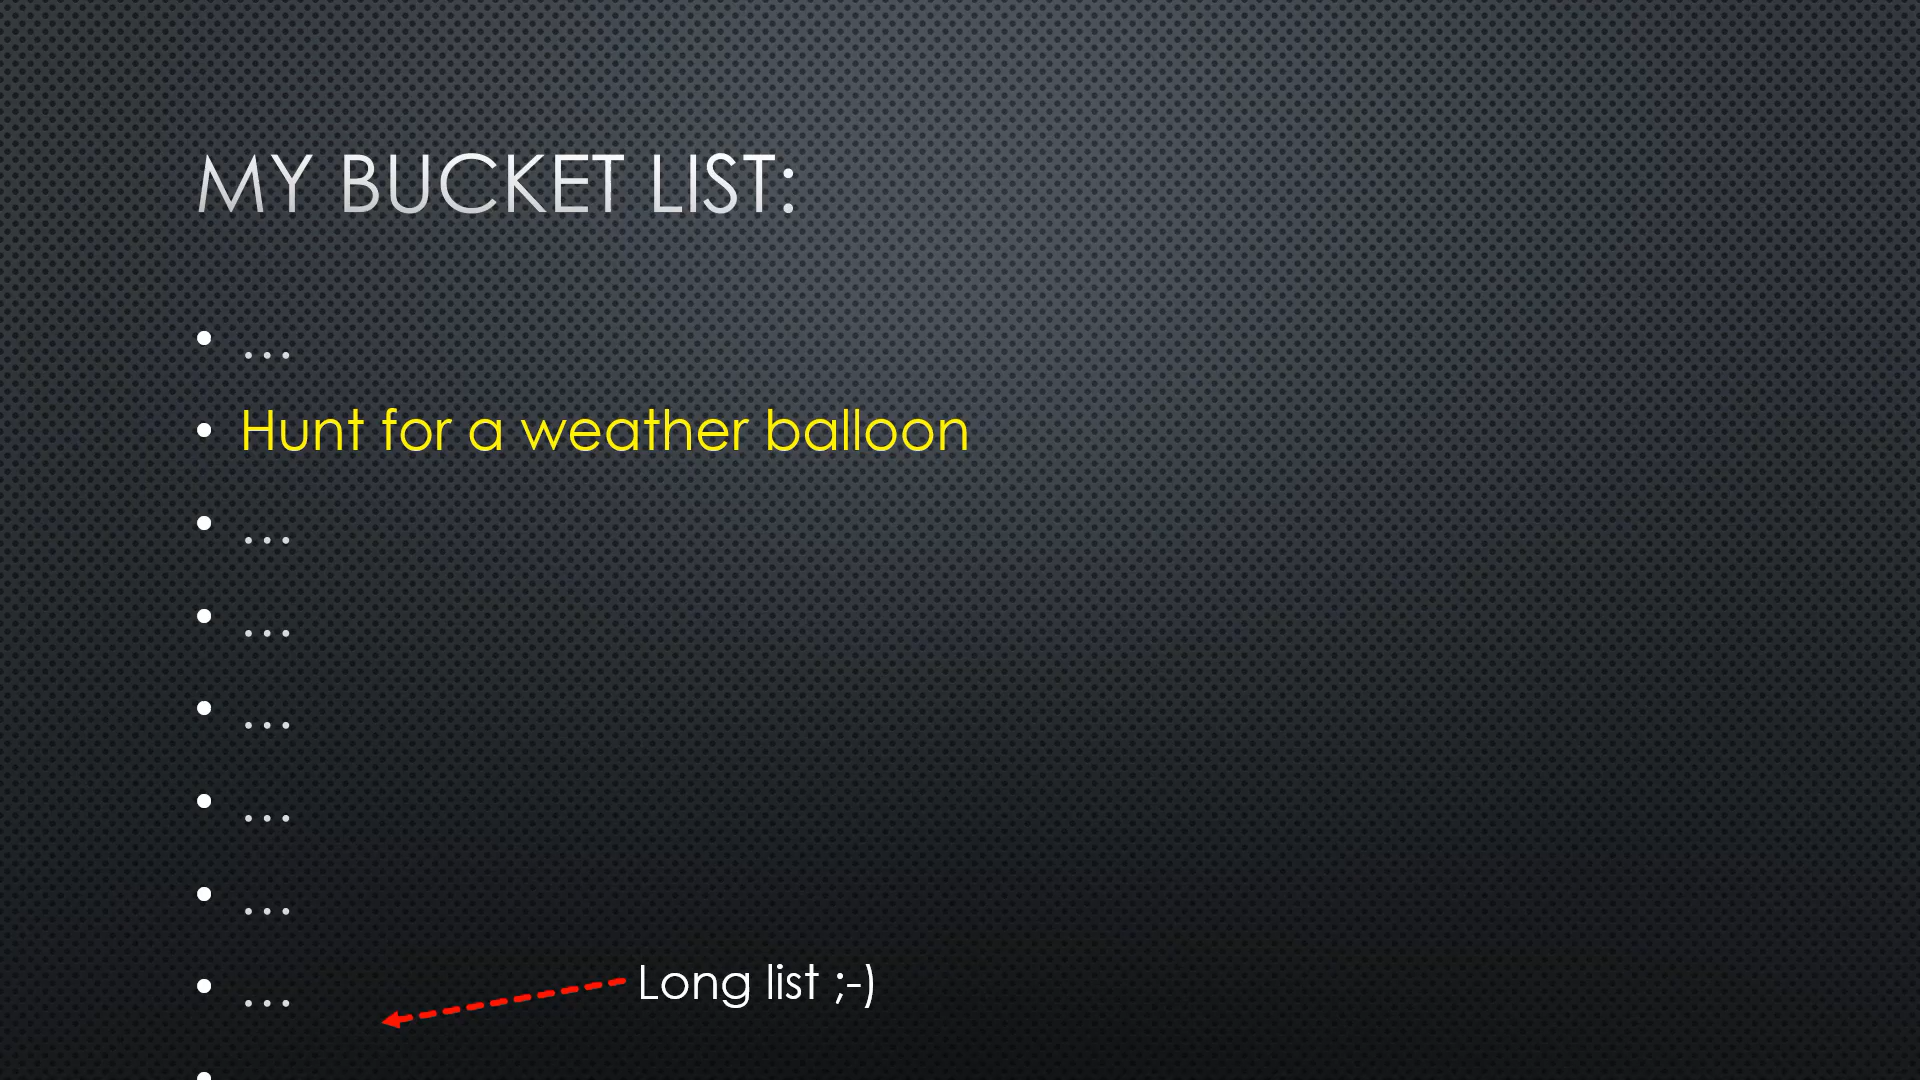 MY BUCKET LIST:
• ...
• Hunt for a weather balloon
• ...
• ...
• ...
• ...
• ...
• ...
Long list ;-)
•